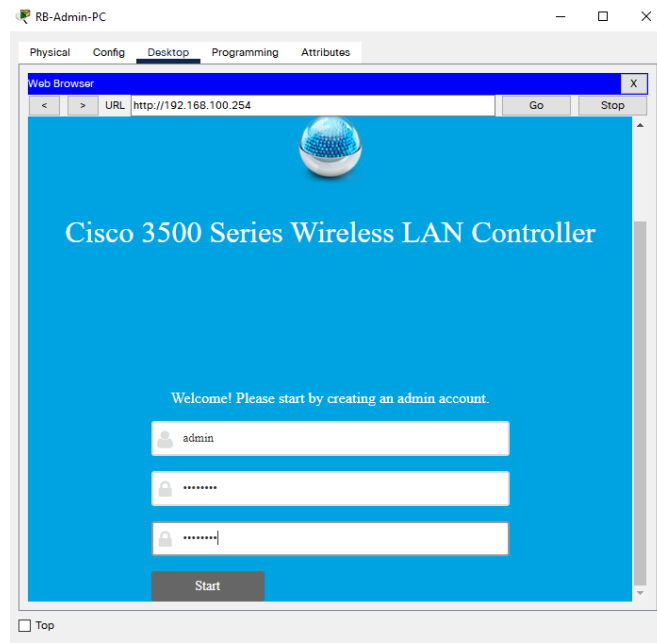 RB-Admin-PC
Physical Config Desktop Programming Attributes
Web Browser X
< > URL http://192.168.100.254 Go Stop
Cisco 3500 Series Wireless LAN Controller
Welcome! Please start by creating an admin account.
admin
••••••••
••••••••
Start
Top